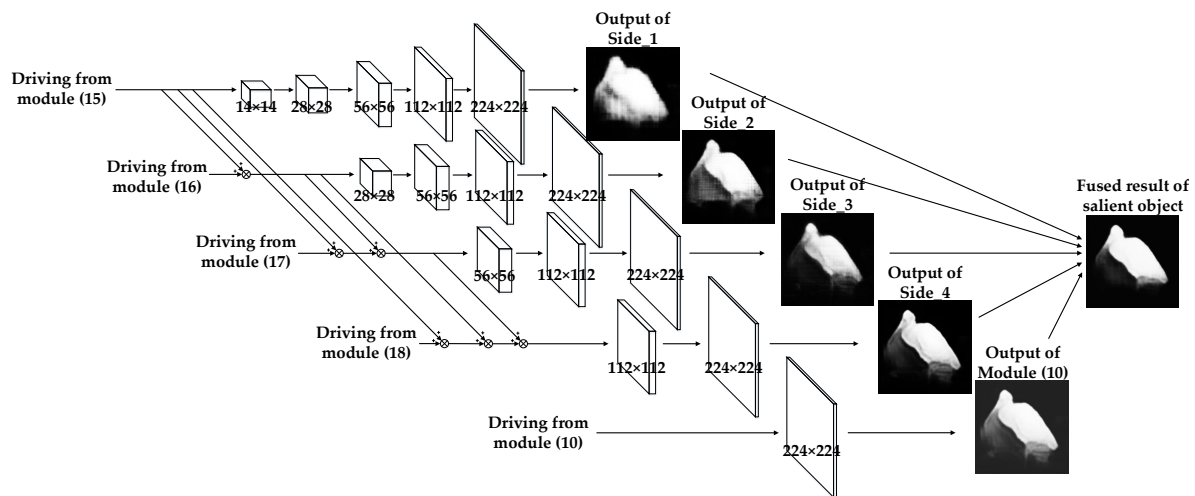 Output of
Side_1
Driving from
module (15)
14×14
28×28
56×56
112×112
224×224
Output of
Side_2
Driving from
module (16)
28×28
56×56
112×112
224×224
Output of
Side_3
Fused result of
salient object
Driving from
module (17)
56×56
112×112
224×224
Output of
Side_4
Driving from
module (18)
112×112
224×224
Output of
Module (10)
Driving from
module (10)
224×224